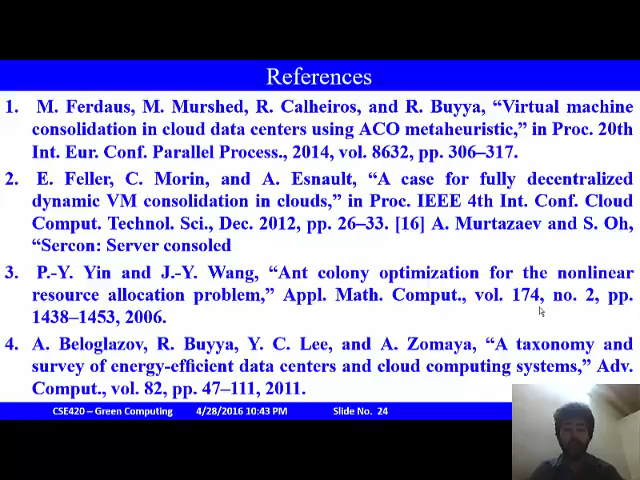 References
1. M. Ferdaus, M. Murshed, R. Calheiros, and R. Buyya, “Virtual machine
consolidation in cloud data centers using ACO metaheuristic,” in Proc. 20th
Int. Eur. Conf. Parallel Process., 2014, vol. 8632, pp. 306–317.
2. E. Feller, C. Morin, and A. Esnault, “A case for fully decentralized
dynamic VM consolidation in clouds,” in Proc. IEEE 4th Int. Conf. Cloud
Comput. Technol. Sci., Dec. 2012, pp. 26–33. [16] A. Murtazaev and S. Oh,
“Sercon: Server consoled
3. P.-Y. Yin and J.-Y. Wang, “Ant colony optimization for the nonlinear
resource allocation problem,” Appl. Math. Comput., vol. 174, no. 2, pp.
1438–1453, 2006.
4. A. Beloglazov, R. Buyya, Y. C. Lee, and A. Zomaya, “A taxonomy and
survey of energy-efficient data centers and cloud computing systems,” Adv.
Comput., vol. 82, pp. 47–111, 2011.
CSE420 – Green Computing 4/28/2016 10:43 PM Slide No. 24